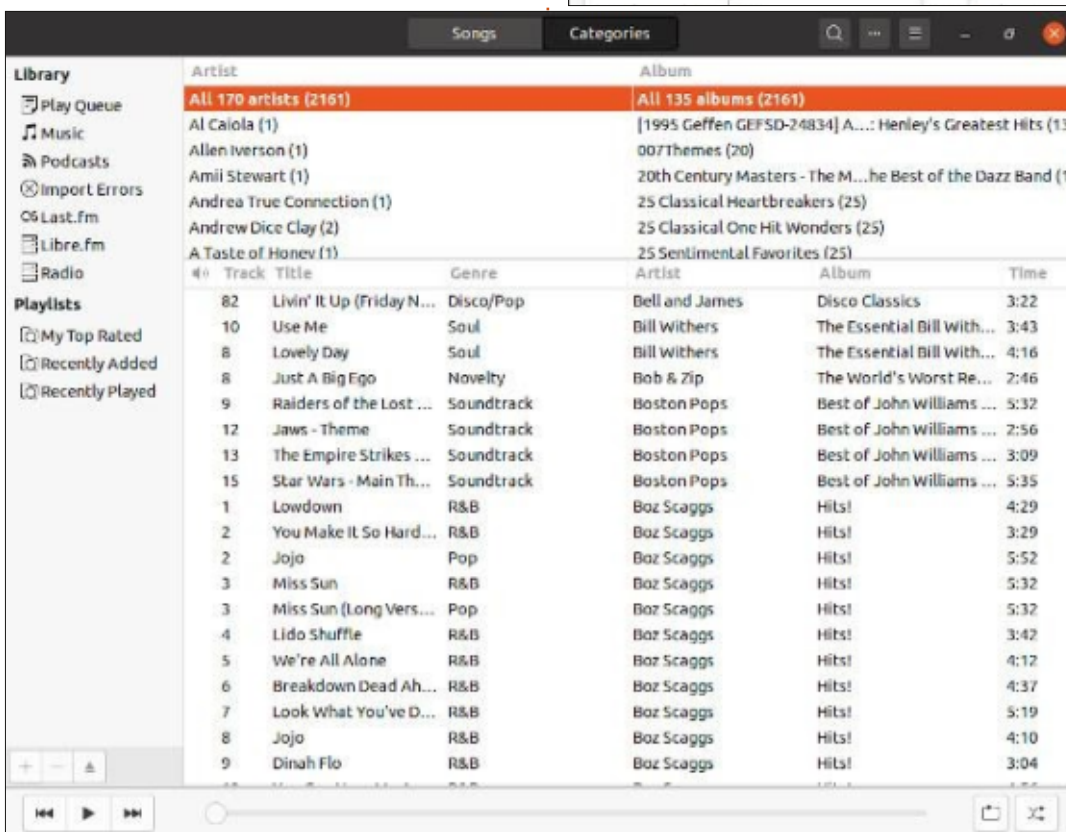 Songs Categories
Library
Play Queue
Music
Podcasts
Import Errors
Last.fm
Libre.fm
Radio
Playlists
My Top Rated
Recently Added
Recently Played
Artist Album
All 170 artists (2161) All 135 albums (2161)
Al Caiola (1) [1995 Geffen GEFSD-24834] A...: Henley's Greatest Hits (13
Allen Iverson (1) 007Themes (20)
Amii Stewart (1) 20th Century Masters - The M...he Best of the Dazz Band (1
Andrea True Connection (1) 25 Classical Heartbreakers (25)
Andrew Dice Clay (2) 25 Classical One Hit Wonders (25)
A Taste of Honey (1) 25 Sentimental Favorites (25)
Track Title Genre Artist Album Time
82 Livin' It Up (Friday N... Disco/Pop Bell and James Disco Classics 3:22
10 Use Me Soul Bill Withers The Essential Bill With... 3:43
8 Lovely Day Soul Bill Withers The Essential Bill With... 4:16
8 Just A Big Ego Novelty Bob & Zip The World's Worst Re... 2:46
9 Raiders of the Lost ... Soundtrack Boston Pops Best of John Williams ... 5:32
12 Jaws - Theme Soundtrack Boston Pops Best of John Williams ... 2:56
13 The Empire Strikes ... Soundtrack Boston Pops Best of John Williams ... 3:09
15 Star Wars - Main Th... Soundtrack Boston Pops Best of John Williams ... 5:35
1 Lowdown R&B Boz Scaggs Hits! 4:29
2 You Make It So Hard... R&B Boz Scaggs Hits! 3:29
2 Jojo Pop Boz Scaggs Hits! 5:52
3 Miss Sun R&B Boz Scaggs Hits! 5:32
3 Miss Sun (Long Vers... Pop Boz Scaggs Hits! 5:32
4 Lido Shuffle R&B Boz Scaggs Hits! 3:42
5 We're All Alone R&B Boz Scaggs Hits! 4:12
6 Breakdown Dead Ah... R&B Boz Scaggs Hits! 4:37
7 Look What You've D... R&B Boz Scaggs Hits! 5:19
8 Jojo R&B Boz Scaggs Hits! 4:10
9 Dinah Flo R&B Boz Scaggs Hits! 3:04